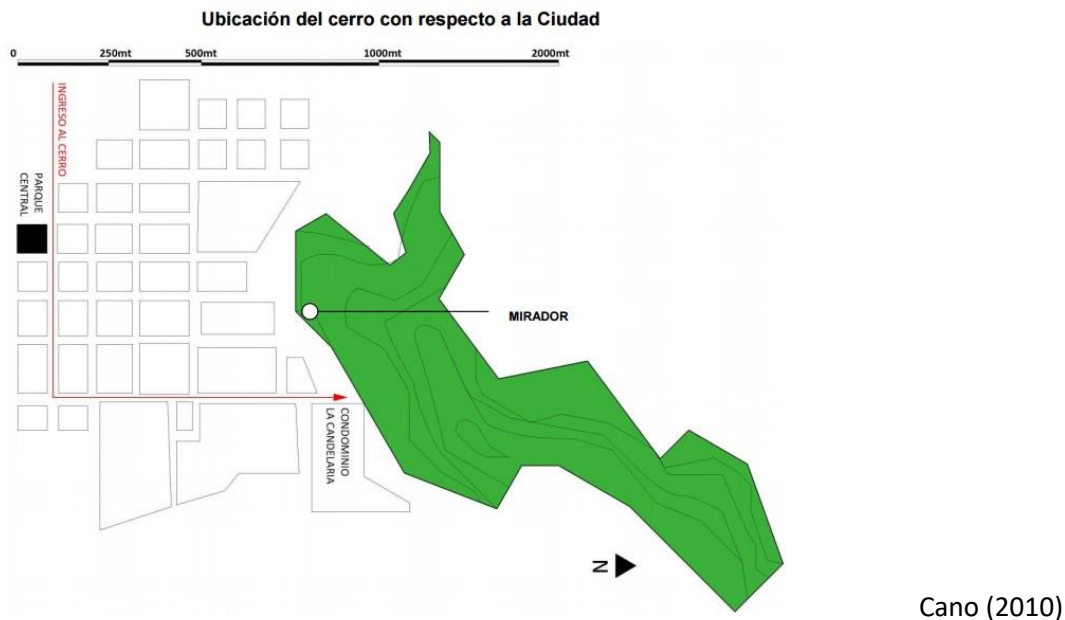 Ubicación del cerro con respecto a la Ciudad
0 250mt 500mt 1000mt 2000mt
INGRESO AL CERRO
PARQUE
CENTRAL
MIRADOR
CONDOMINIO
LA CANDELARIA
N
Cano (2010)